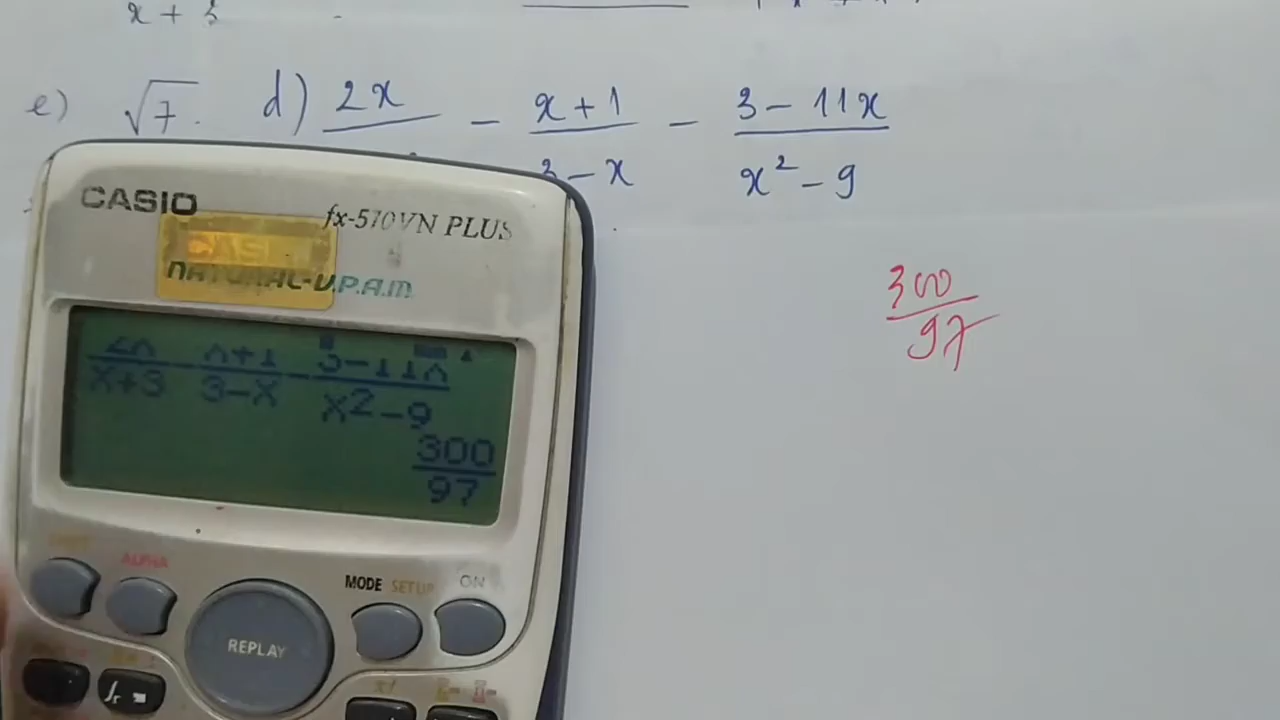 x + 3
e) √7. d) 2x/ - x+1/3-x - 3-11x/x²-9
300/97
CASIO
fx-570VN PLUS
CASI
NATURAL-V.P.A.M.
2X/X+3 - X+1/3-X - 3-11X/X²-9
300/97
ALPHA
MODE SETUP ON
REPLAY